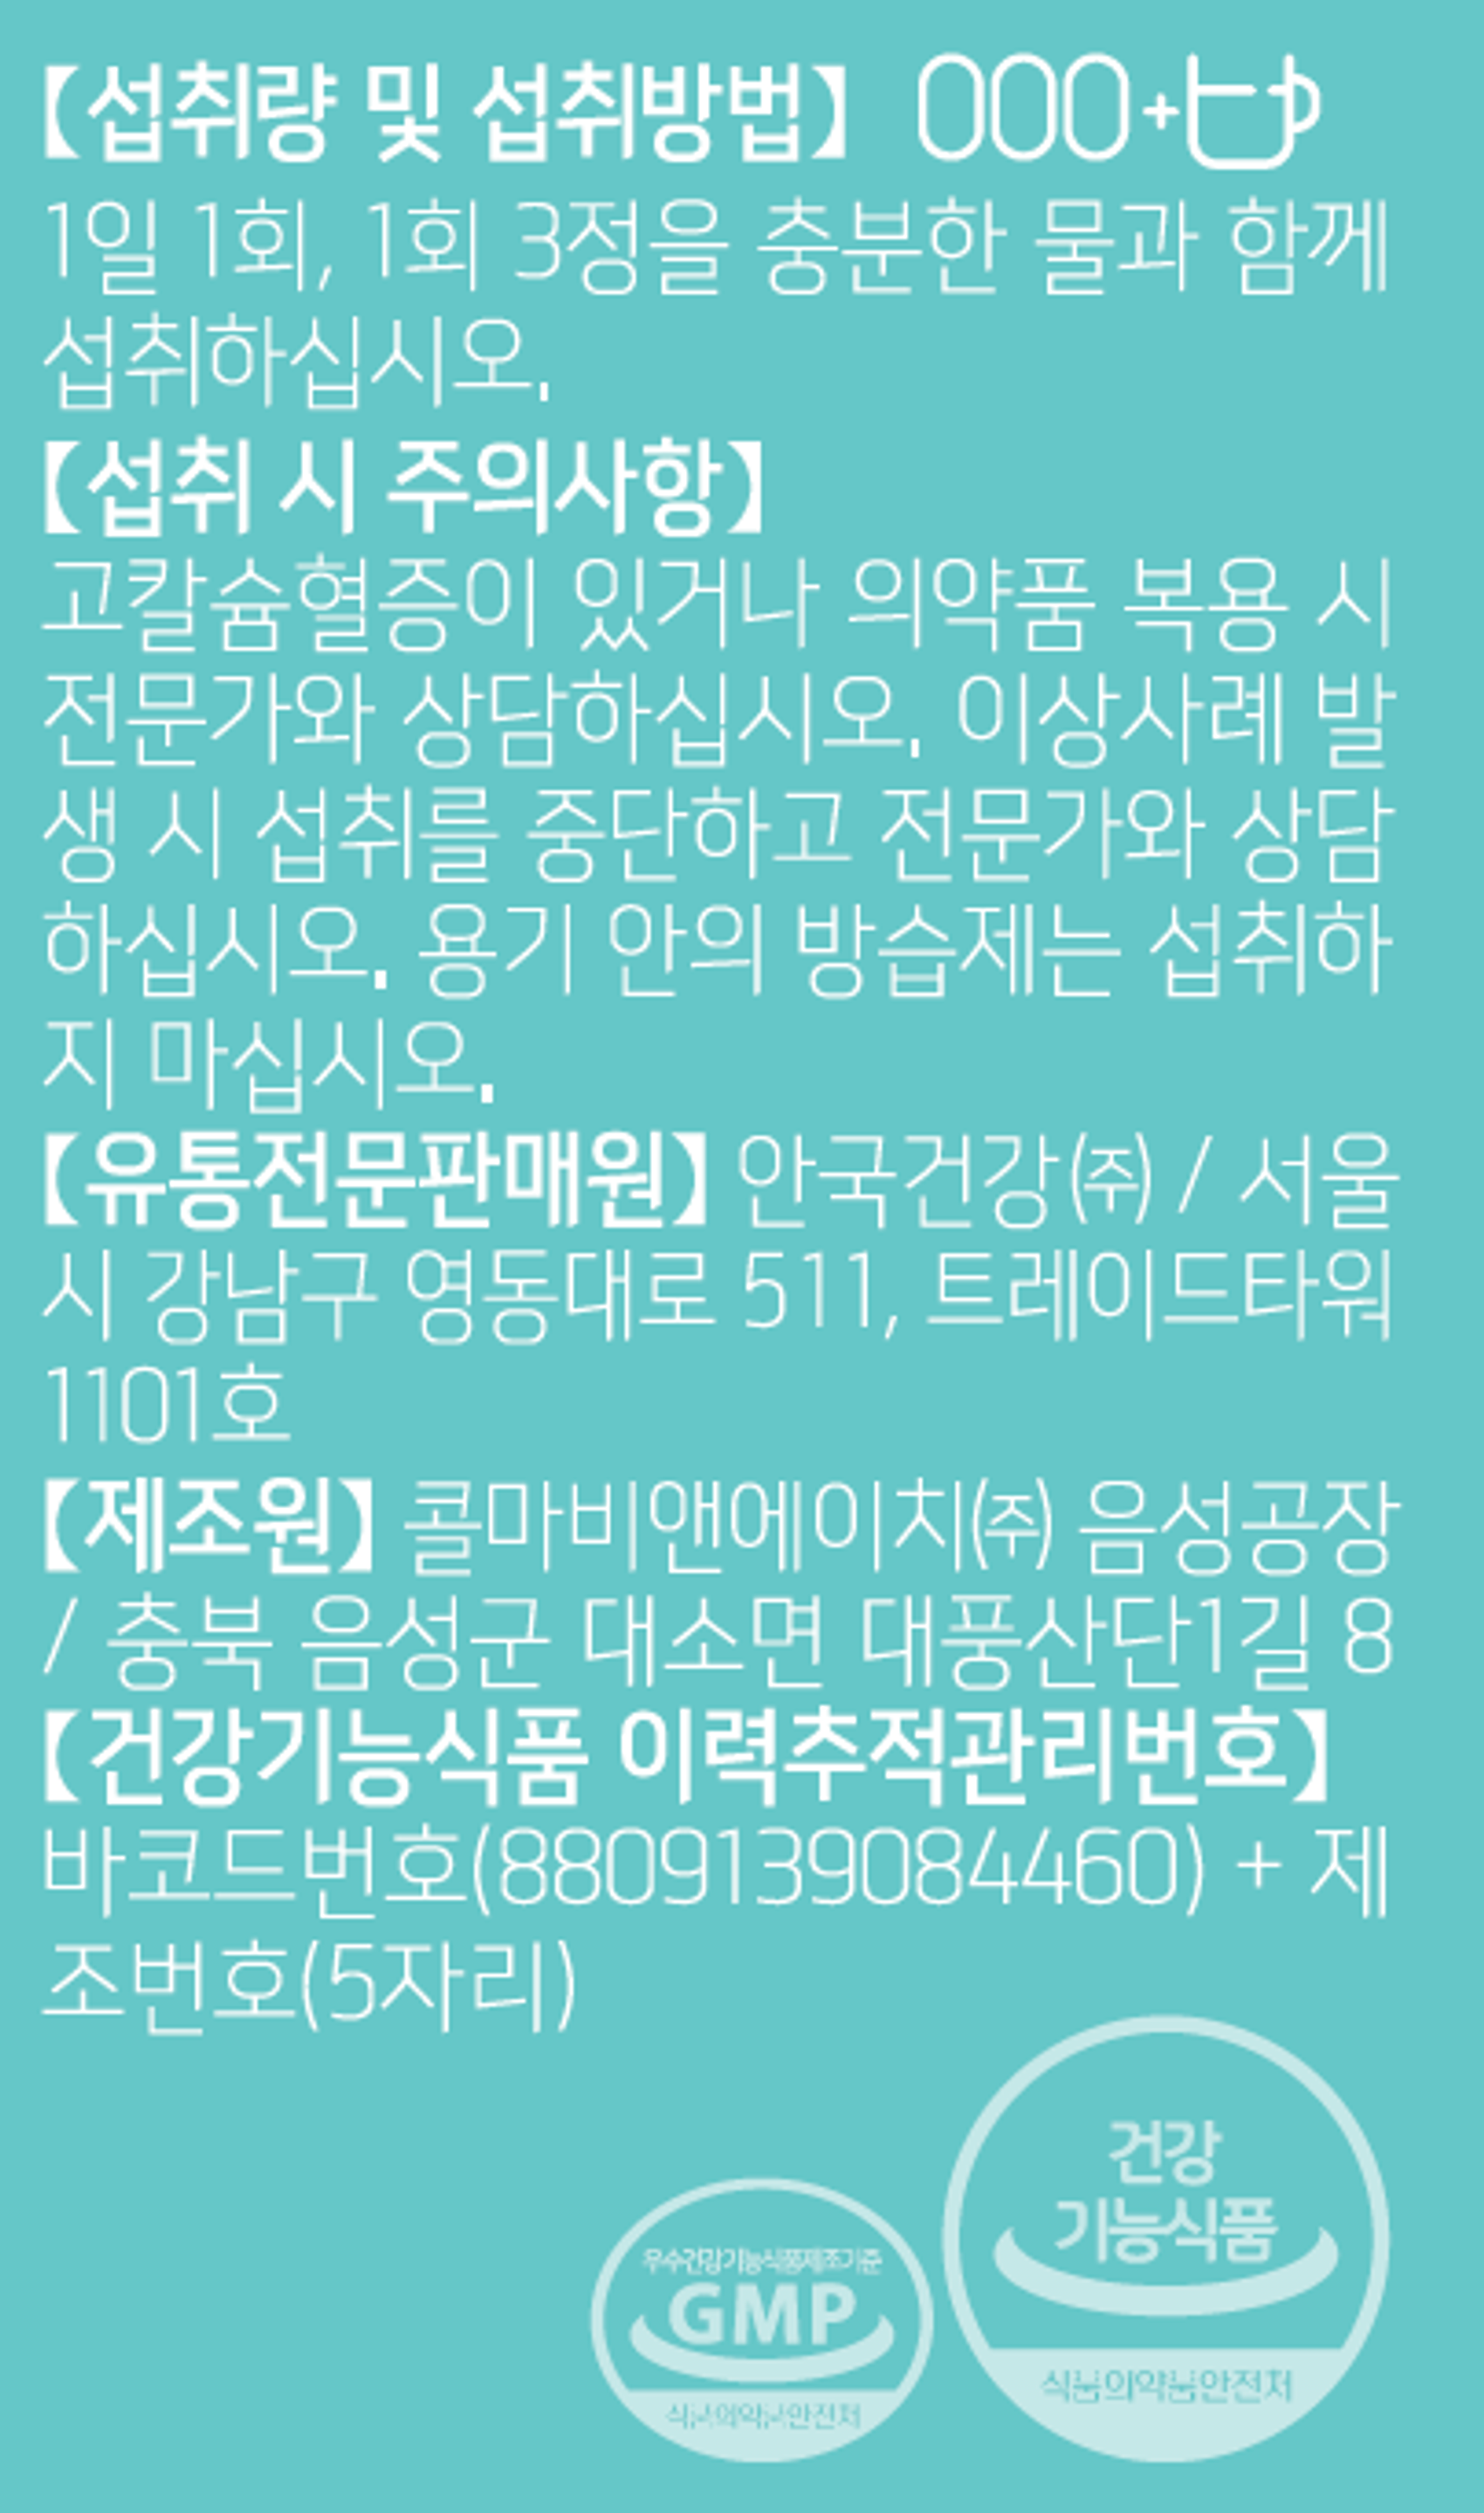 【섭취량 및 섭취방법】
1일 1회, 1회 3정을 충분한 물과 함께
섭취하십시오.
【섭취 시 주의사항】
고칼슘혈증이 있거나 의약품 복용 시
전문가와 상담하십시오. 이상사례 발
생 시 섭취를 중단하고 전문가와 상담
하십시오. 용기 안의 방습제는 섭취하
지 마십시오.
【유통전문판매원】 안국건강㈜ / 서울
시 강남구 영동대로 511, 트레이드타워
1101호
【제조원】 콜마비앤에이치㈜ 음성공장
/ 충북 음성군 대소면 대풍산단1길 8
【건강기능식품 이력추적관리번호】
바코드번호(8809139084460) + 제
조번호(5자리)
건강
기능식품
식품의약품안전처
우수건강기능식품제조기준
GMP
식품의약품안전처